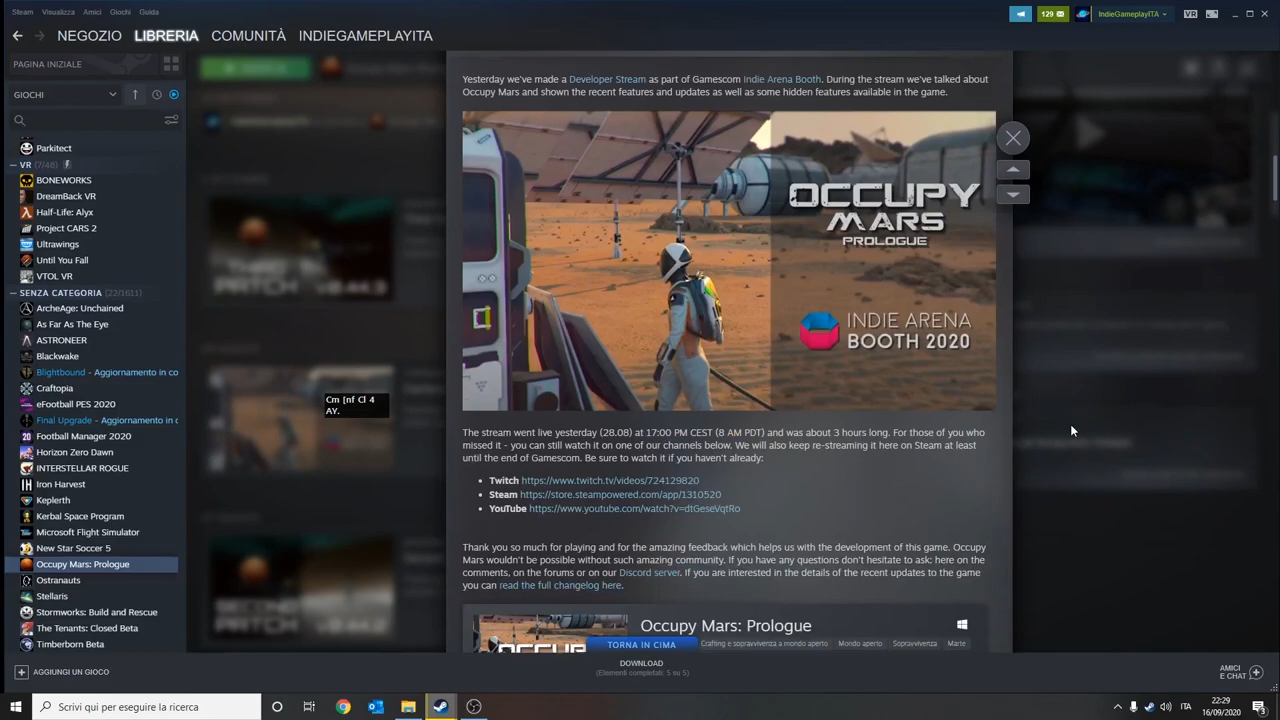 Steam Visualizza Amici Giochi Guida
129 IndieGameplayITA VR
NEGOZIO LIBRERIA COMUNITÀ INDIEGAMEPLAYITA
PAGINA INIZIALE
GIOCHI
Parkitect
VR (7/46)
BONEWORKS
DreamBack VR
Half-Life: Alyx
Project CARS 2
Ultrawings
Until You Fall
VTOL VR
SENZA CATEGORIA (22/1611)
ArcheAge: Unchained
As Far As The Eye
ASTRONEER
Blackwake
Blightbound - Aggiornamento in co
Craftopia
eFootball PES 2020
Final Upgrade - Aggiornamento in c
Football Manager 2020
Horizon Zero Dawn
INTERSTELLAR ROGUE
Iron Harvest
Keplerth
Kerbal Space Program
Microsoft Flight Simulator
New Star Soccer 5
Occupy Mars: Prologue
Ostranauts
Stellaris
Stormworks: Build and Rescue
The Tenants: Closed Beta
Timberborn Beta
Yesterday we've made a Developer Stream as part of Gamescom Indie Arena Booth. During the stream we've talked about
Occupy Mars and shown the recent features and updates as well as some hidden features available in the game.
OCCUPY
MARS
PROLOGUE
INDIE ARENA
BOOTH 2020
Cm [nf Cl 4
AY.
The stream went live yesterday (28.08) at 17:00 PM CEST (8 AM PDT) and was about 3 hours long. For those of you who
missed it - you can still watch it on one of our channels below. We will also keep re-streaming it here on Steam at least
until the end of Gamescom. Be sure to watch it if you haven't already:
Twitch https://www.twitch.tv/videos/724129820
Steam https://store.steampowered.com/app/1310520
YouTube https://www.youtube.com/watch?v=dtGeseVqtRo
Thank you so much for playing and for the amazing feedback which helps us with the development of this game. Occupy
Mars wouldn't be possible without such amazing community. If you have any questions don't hesitate to ask: here on the
comments, on the forums or on our Discord server. If you are interested in the details of the recent updates to the game
you can read the full changelog here.
Occupy Mars: Prologue
TORNA IN CIMA
Crafting e sopravvivenza a mondo aperto Mondo aperto Sopravvivenza Marte
AGGIUNGI UN GIOCO
DOWNLOAD
(Elementi completati: 5 su 5)
AMICI
E CHAT
Scrivi qui per eseguire la ricerca
ITA
22:29
16/09/2020